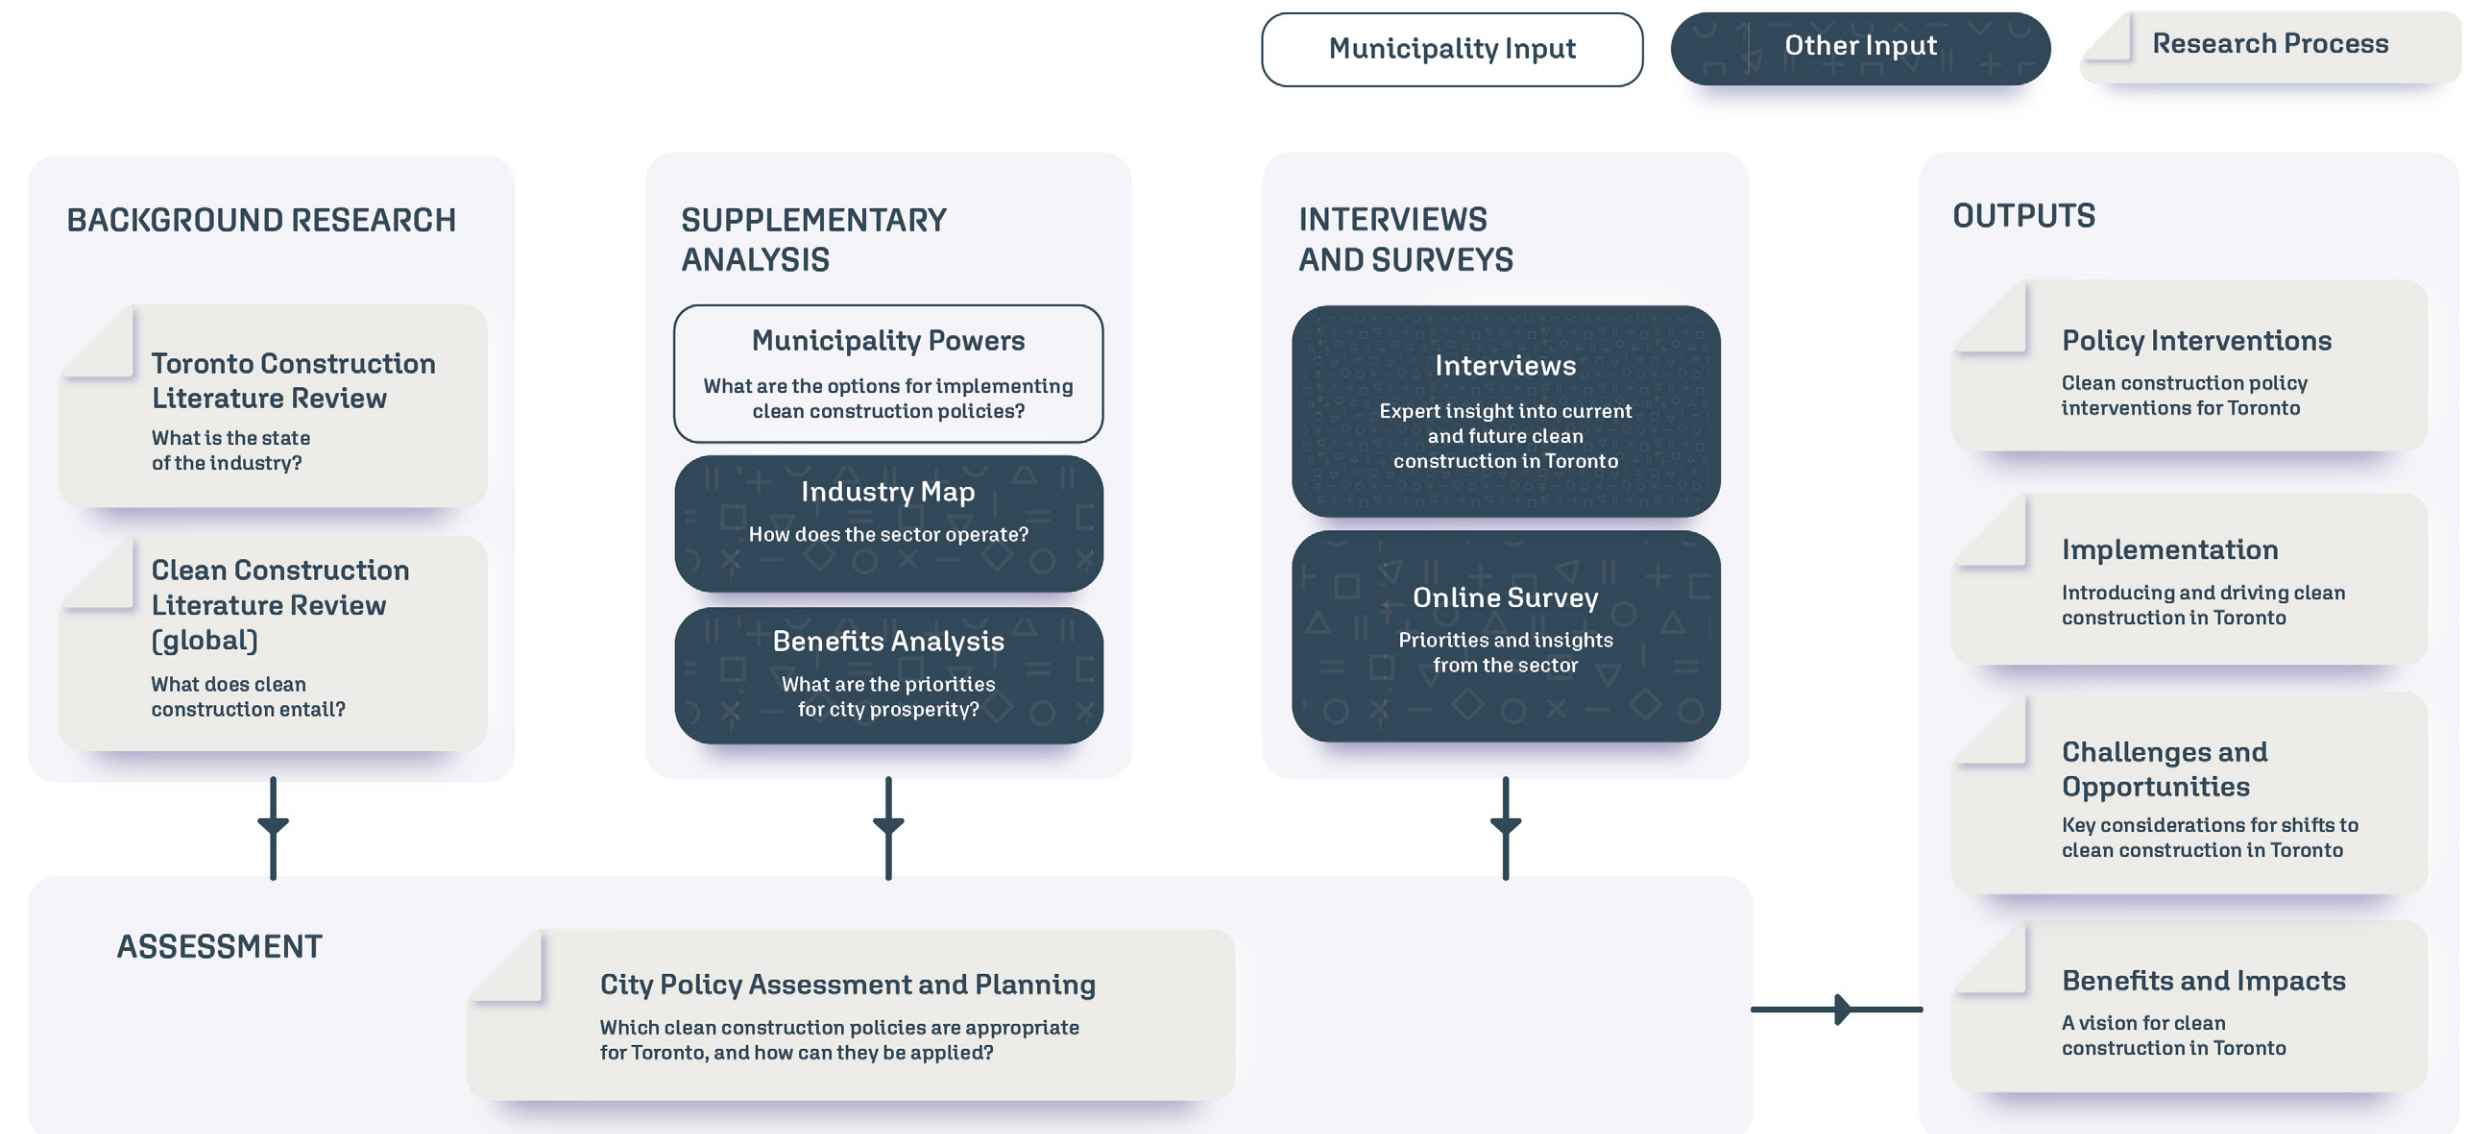 Municipality Input
Other Input
Research Process
BACKGROUND RESEARCH
Toronto Construction
Literature Review
What is the state
of the industry?
Clean Construction
Literature Review
(global)
What does clean
construction entail?
SUPPLEMENTARY
ANALYSIS
Municipality Powers
What are the options for implementing
clean construction policies?
Industry Map
How does the sector operate?
Benefits Analysis
What are the priorities
for city prosperity?
INTERVIEWS
AND SURVEYS
Interviews
Expert insight into current
and future clean
construction in Toronto
Online Survey
Priorities and insights
from the sector
ASSESSMENT
City Policy Assessment and Planning
Which clean construction policies are appropriate
for Toronto, and how can they be applied?
OUTPUTS
Policy Interventions
Clean construction policy
interventions for Toronto
Implementation
Introducing and driving clean
construction in Toronto
Challenges and
Opportunities
Key considerations for shifts to
clean construction in Toronto
Benefits and Impacts
A vision for clean
construction in Toronto